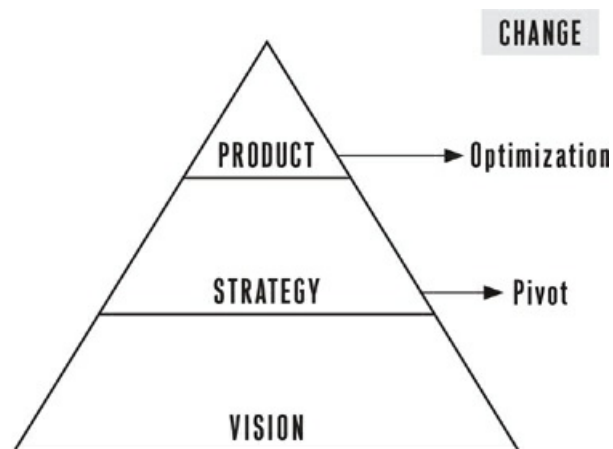 CHANGE
PRODUCT
Optimization
STRATEGY
Pivot
VISION